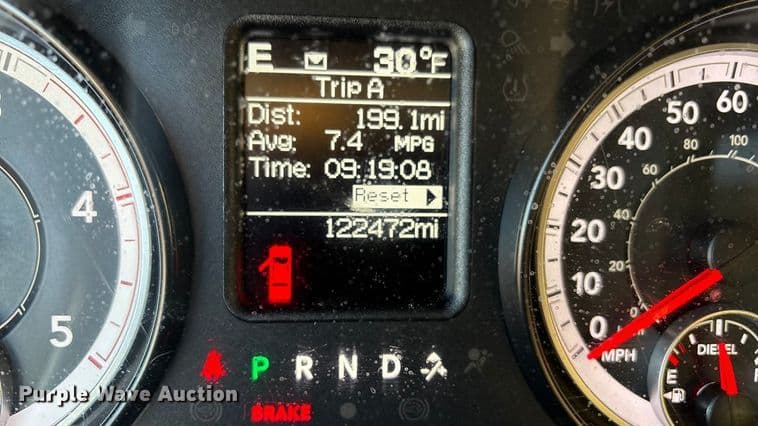 E 30°F
Trip A
Dist: 199.1mi
Avg: 7.4 MPG
Time: 09:19:08
Reset
122472mi
P R N D
BRAKE
4
5
0
10
20
30
40
50
60
20
40
60
80
100
MPH
DIESEL
E
Purple Wave Auction